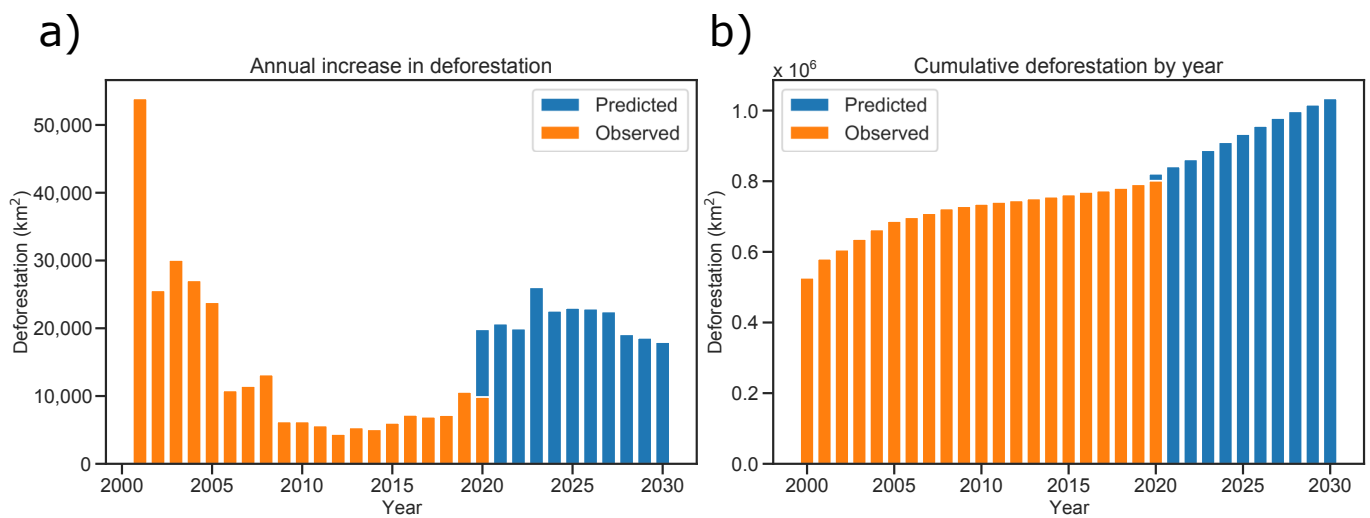 a)
Annual increase in deforestation
Predicted
Observed
50,000
40,000
30,000
20,000
10,000
0
Deforestation (km²)
2000 2005 2010 2015 2020 2025 2030
Year
b)
x 10⁶
Cumulative deforestation by year
Predicted
Observed
1.0
0.8
0.6
0.4
0.2
0.0
Deforestation (km²)
2000 2005 2010 2015 2020 2025 2030
Year